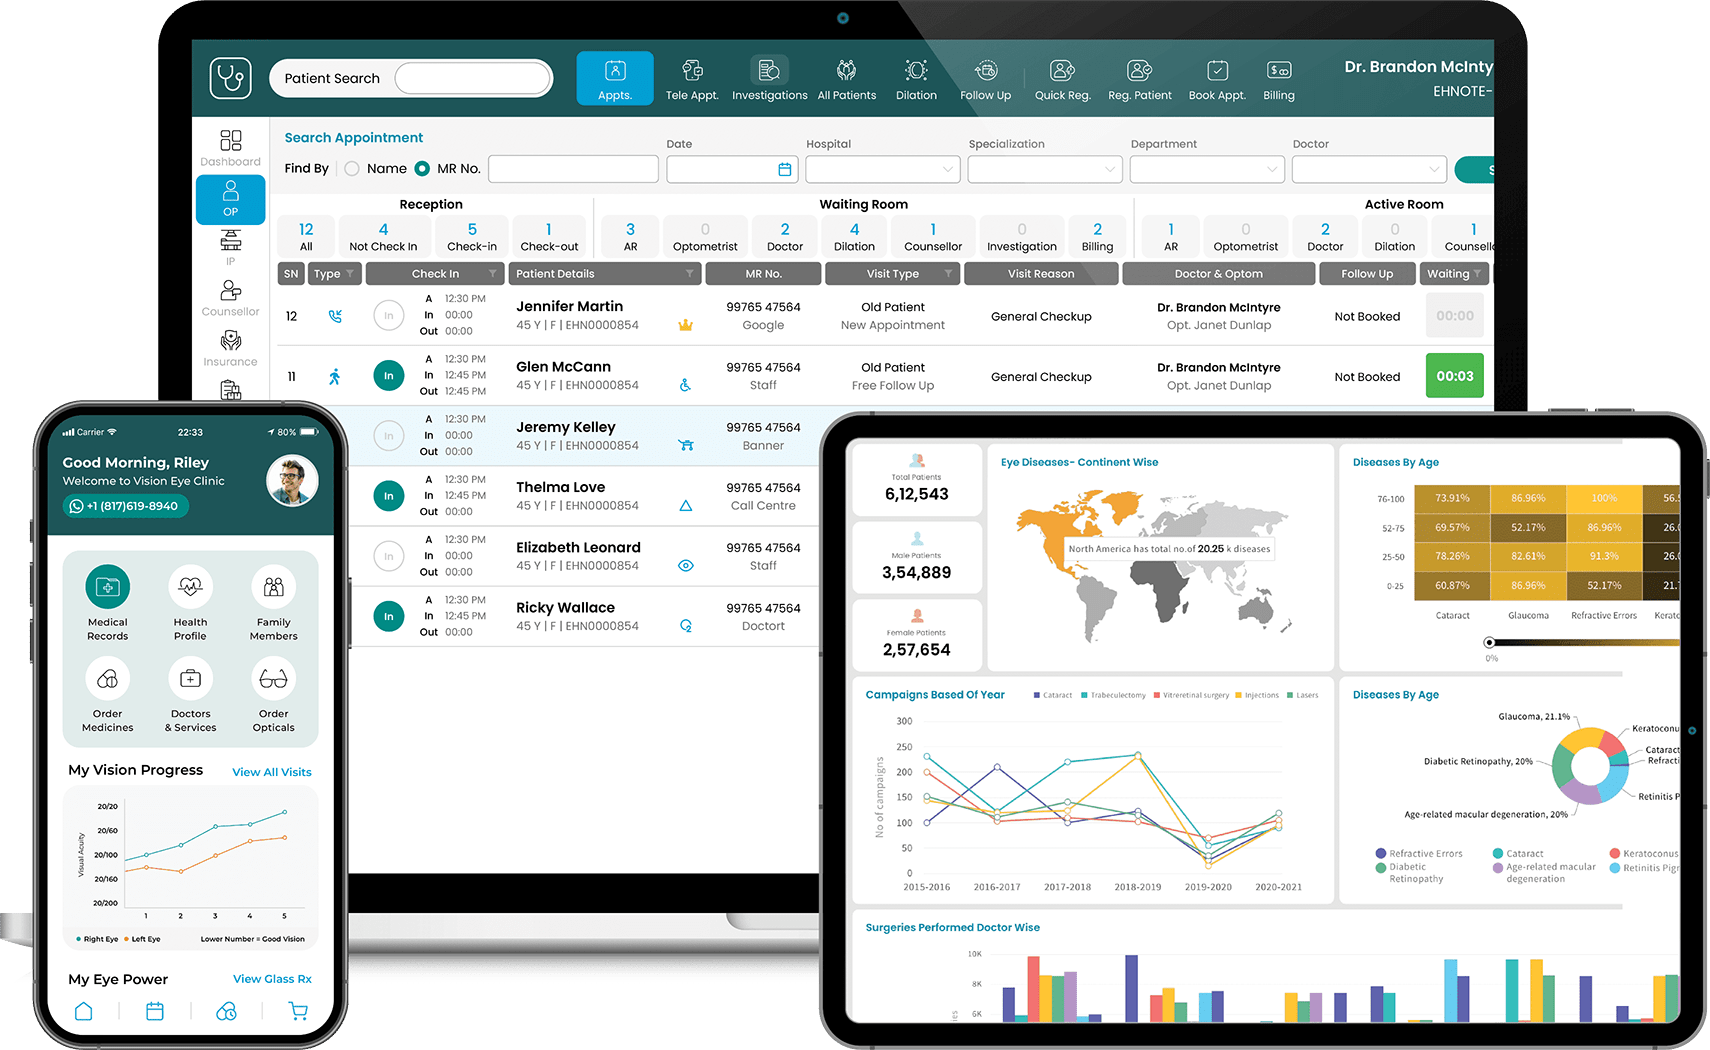 Patient Search
Appts.
Tele Appt.
Investigations
All Patients
Dilation
Follow Up
Quick Reg.
Reg. Patient
Book Appt.
Billing
Dr. Brandon McInty
EHNOTE-
Dashboard
OP
IP
Counsellor
Insurance
Search Appointment
Find By Name MR No.
Date
Hospital
Specialization
Department
Doctor
S
Reception
12 All
4 Not Check In
5 Check-in
1 Check-out
Waiting Room
3 AR
0 Optometrist
2 Doctor
4 Dilation
1 Counsellor
0 Investigation
2 Billing
Active Room
1 AR
0 Optometrist
2 Doctor
0 Dilation
1 Counsell
SN Type Check In Patient Details MR No. Visit Type Visit Reason Doctor & Optom Follow Up Waiting
12 In A 12:30 PM In 00:00 Out 00:00
Jennifer Martin
45 Y | F | EHN0000854
99765 47564
Google
Old Patient
New Appointment
General Checkup
Dr. Brandon McIntyre
Opt. Janet Dunlap
Not Booked
00:00
11 In A 12:30 PM In 12:45 PM Out 12:45 PM
Glen McCann
45 Y | F | EHN0000854
99765 47564
Staff
Old Patient
Free Follow Up
General Checkup
Dr. Brandon McIntyre
Opt. Janet Dunlap
Not Booked
00:03
In A 12:30 PM In 00:00 Out 00:00
Jeremy Kelley
45 Y | F | EHN0000854
99765 47564
Banner
In A 12:30 PM In 12:45 PM Out 00:00
Thelma Love
45 Y | F | EHN0000854
99765 47564
Call Centre
In A 12:30 PM In 00:00 Out 00:00
Elizabeth Leonard
45 Y | F | EHN0000854
99765 47564
Staff
In A 12:30 PM In 12:45 PM Out 00:00
Ricky Wallace
45 Y | F | EHN0000854
99765 47564
Doctort
Carrier 22:33 80%
Good Morning, Riley
Welcome to Vision Eye Clinic
+1 (817)619-8940
Medical
Records
Health
Profile
Family
Members
Order
Medicines
Doctors
& Services
Order
Opticals
My Vision Progress View All Visits
Visual Acuity
20/20
20/60
20/100
20/160
20/200
1 2 3 4 5
Right Eye Left Eye Lower Number = Good Vision
My Eye Power View Glass Rx
Total Patients
6,12,543
Male Patients
3,54,889
Female Patients
2,57,654
Eye Diseases- Continent Wise
North America has total no.of 20.25 k diseases
Diseases By Age
76-100 73.91% 86.96% 100% 56.5
52-75 69.57% 52.17% 86.96% 26.0
25-50 78.26% 82.61% 91.3% 26.0
0-25 60.87% 86.96% 52.17% 21.7
Cataract Glaucoma Refractive Errors Kerato
0%
Campaigns Based Of Year
Cataract Trabeculectomy Vitreretinal surgery Injections Lasers
No of campaigns
300
250
200
150
100
50
0
2015-2016 2016-2017 2017-2018 2018-2019 2019-2020 2020-2021
Diseases By Age
Glaucoma, 21.1%
Keratoconu
Cataract
Refracti
Diabetic Retinopathy, 20%
Retinitis P
Age-related macular degeneration, 20%
Refractive Errors Cataract Keratoconus
Diabetic
Retinopathy
Age-related macular
degeneration
Retinitis Pigr
Surgeries Performed Doctor Wise
10K
8K
6K